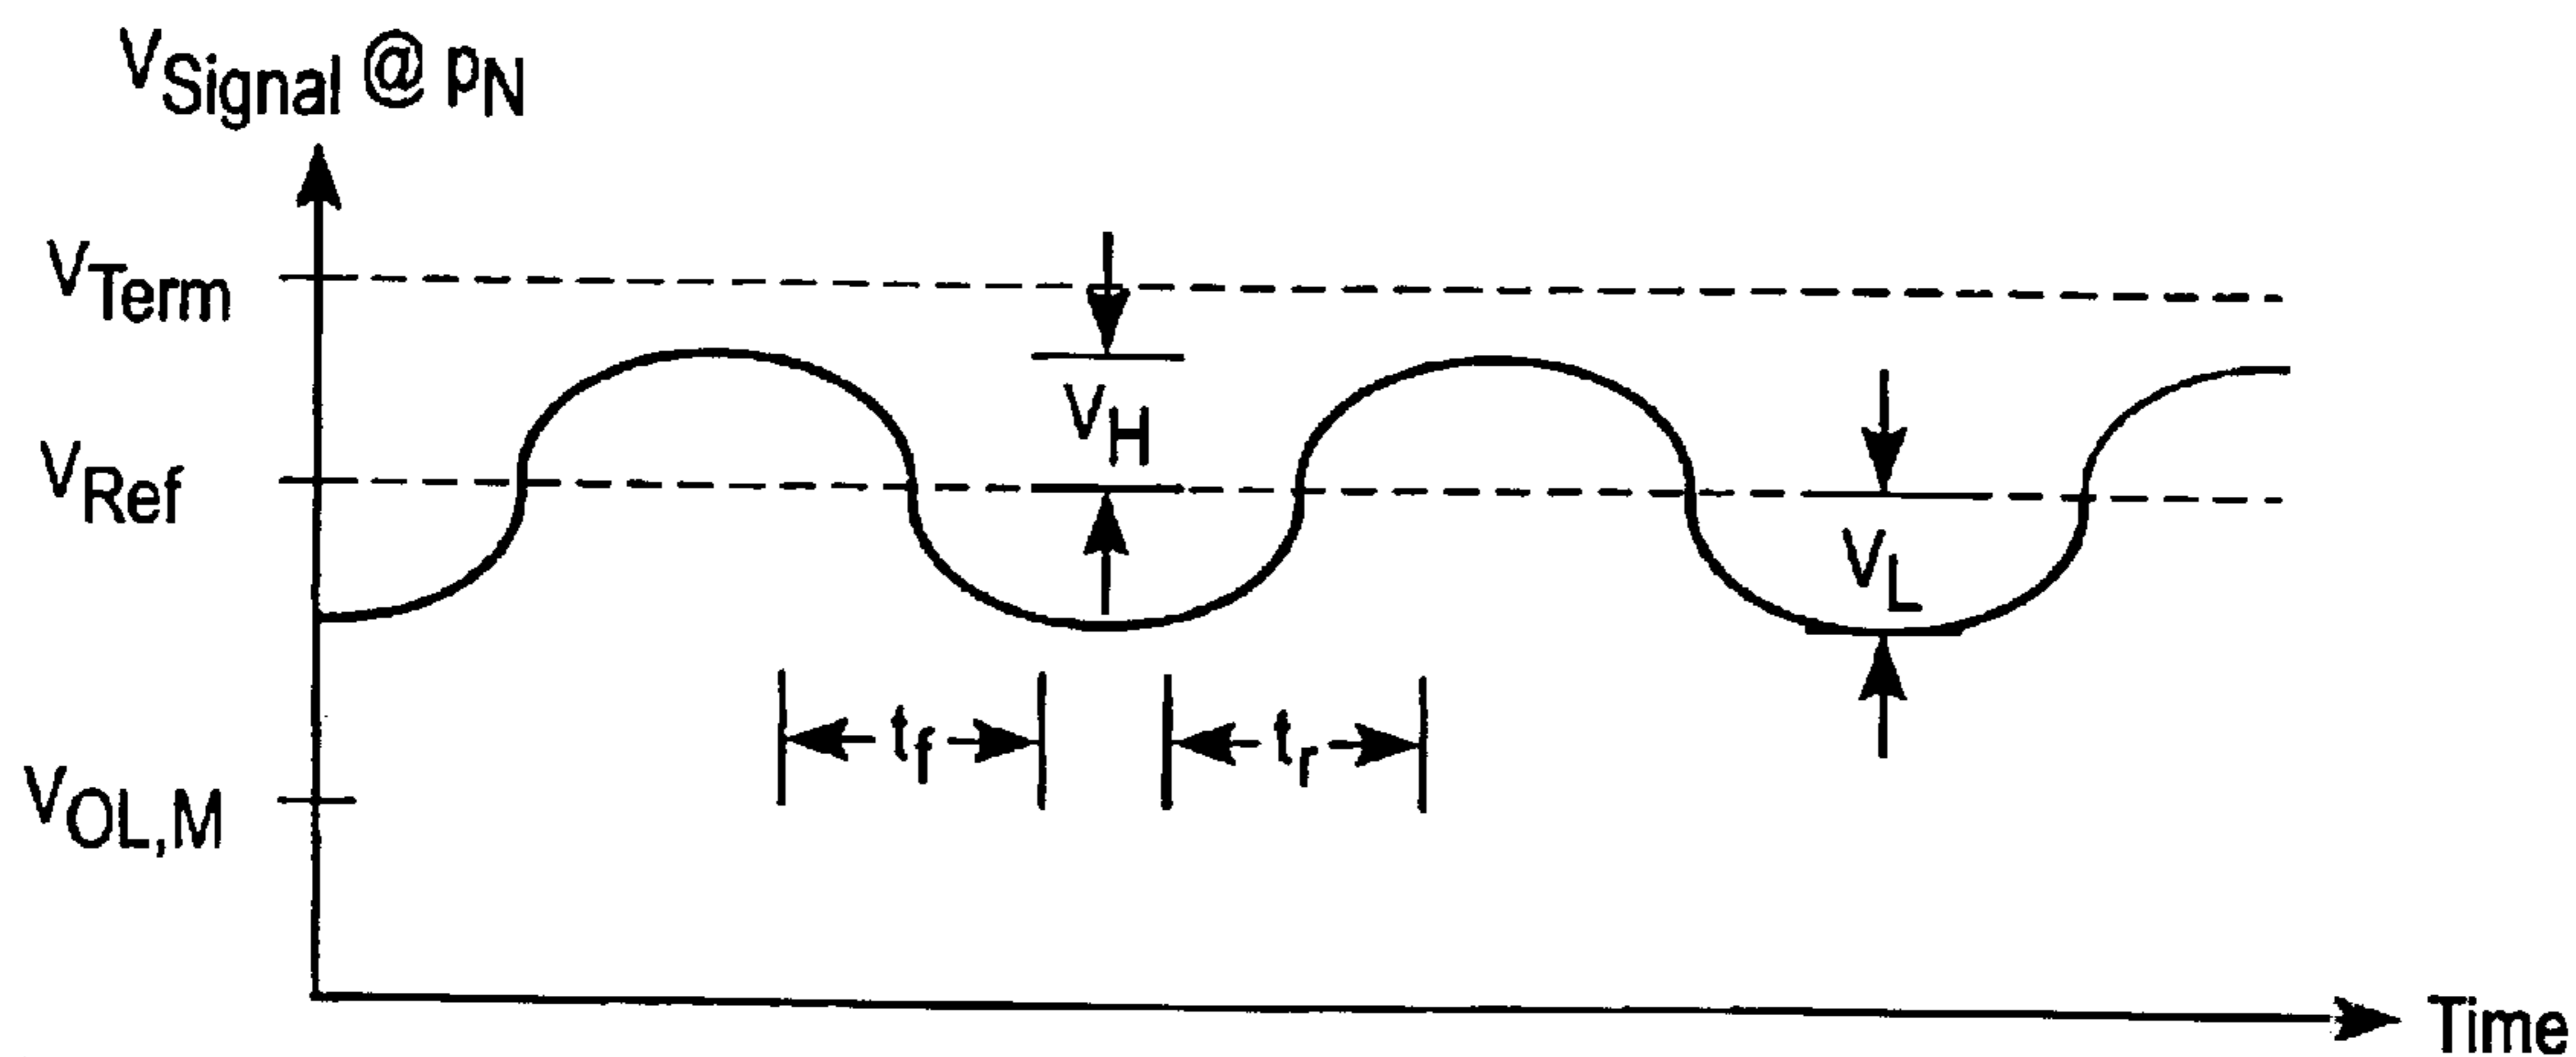 VSignal @ pN
VTerm
VH
VRef
VL
tf
tr
VOL,M
Time